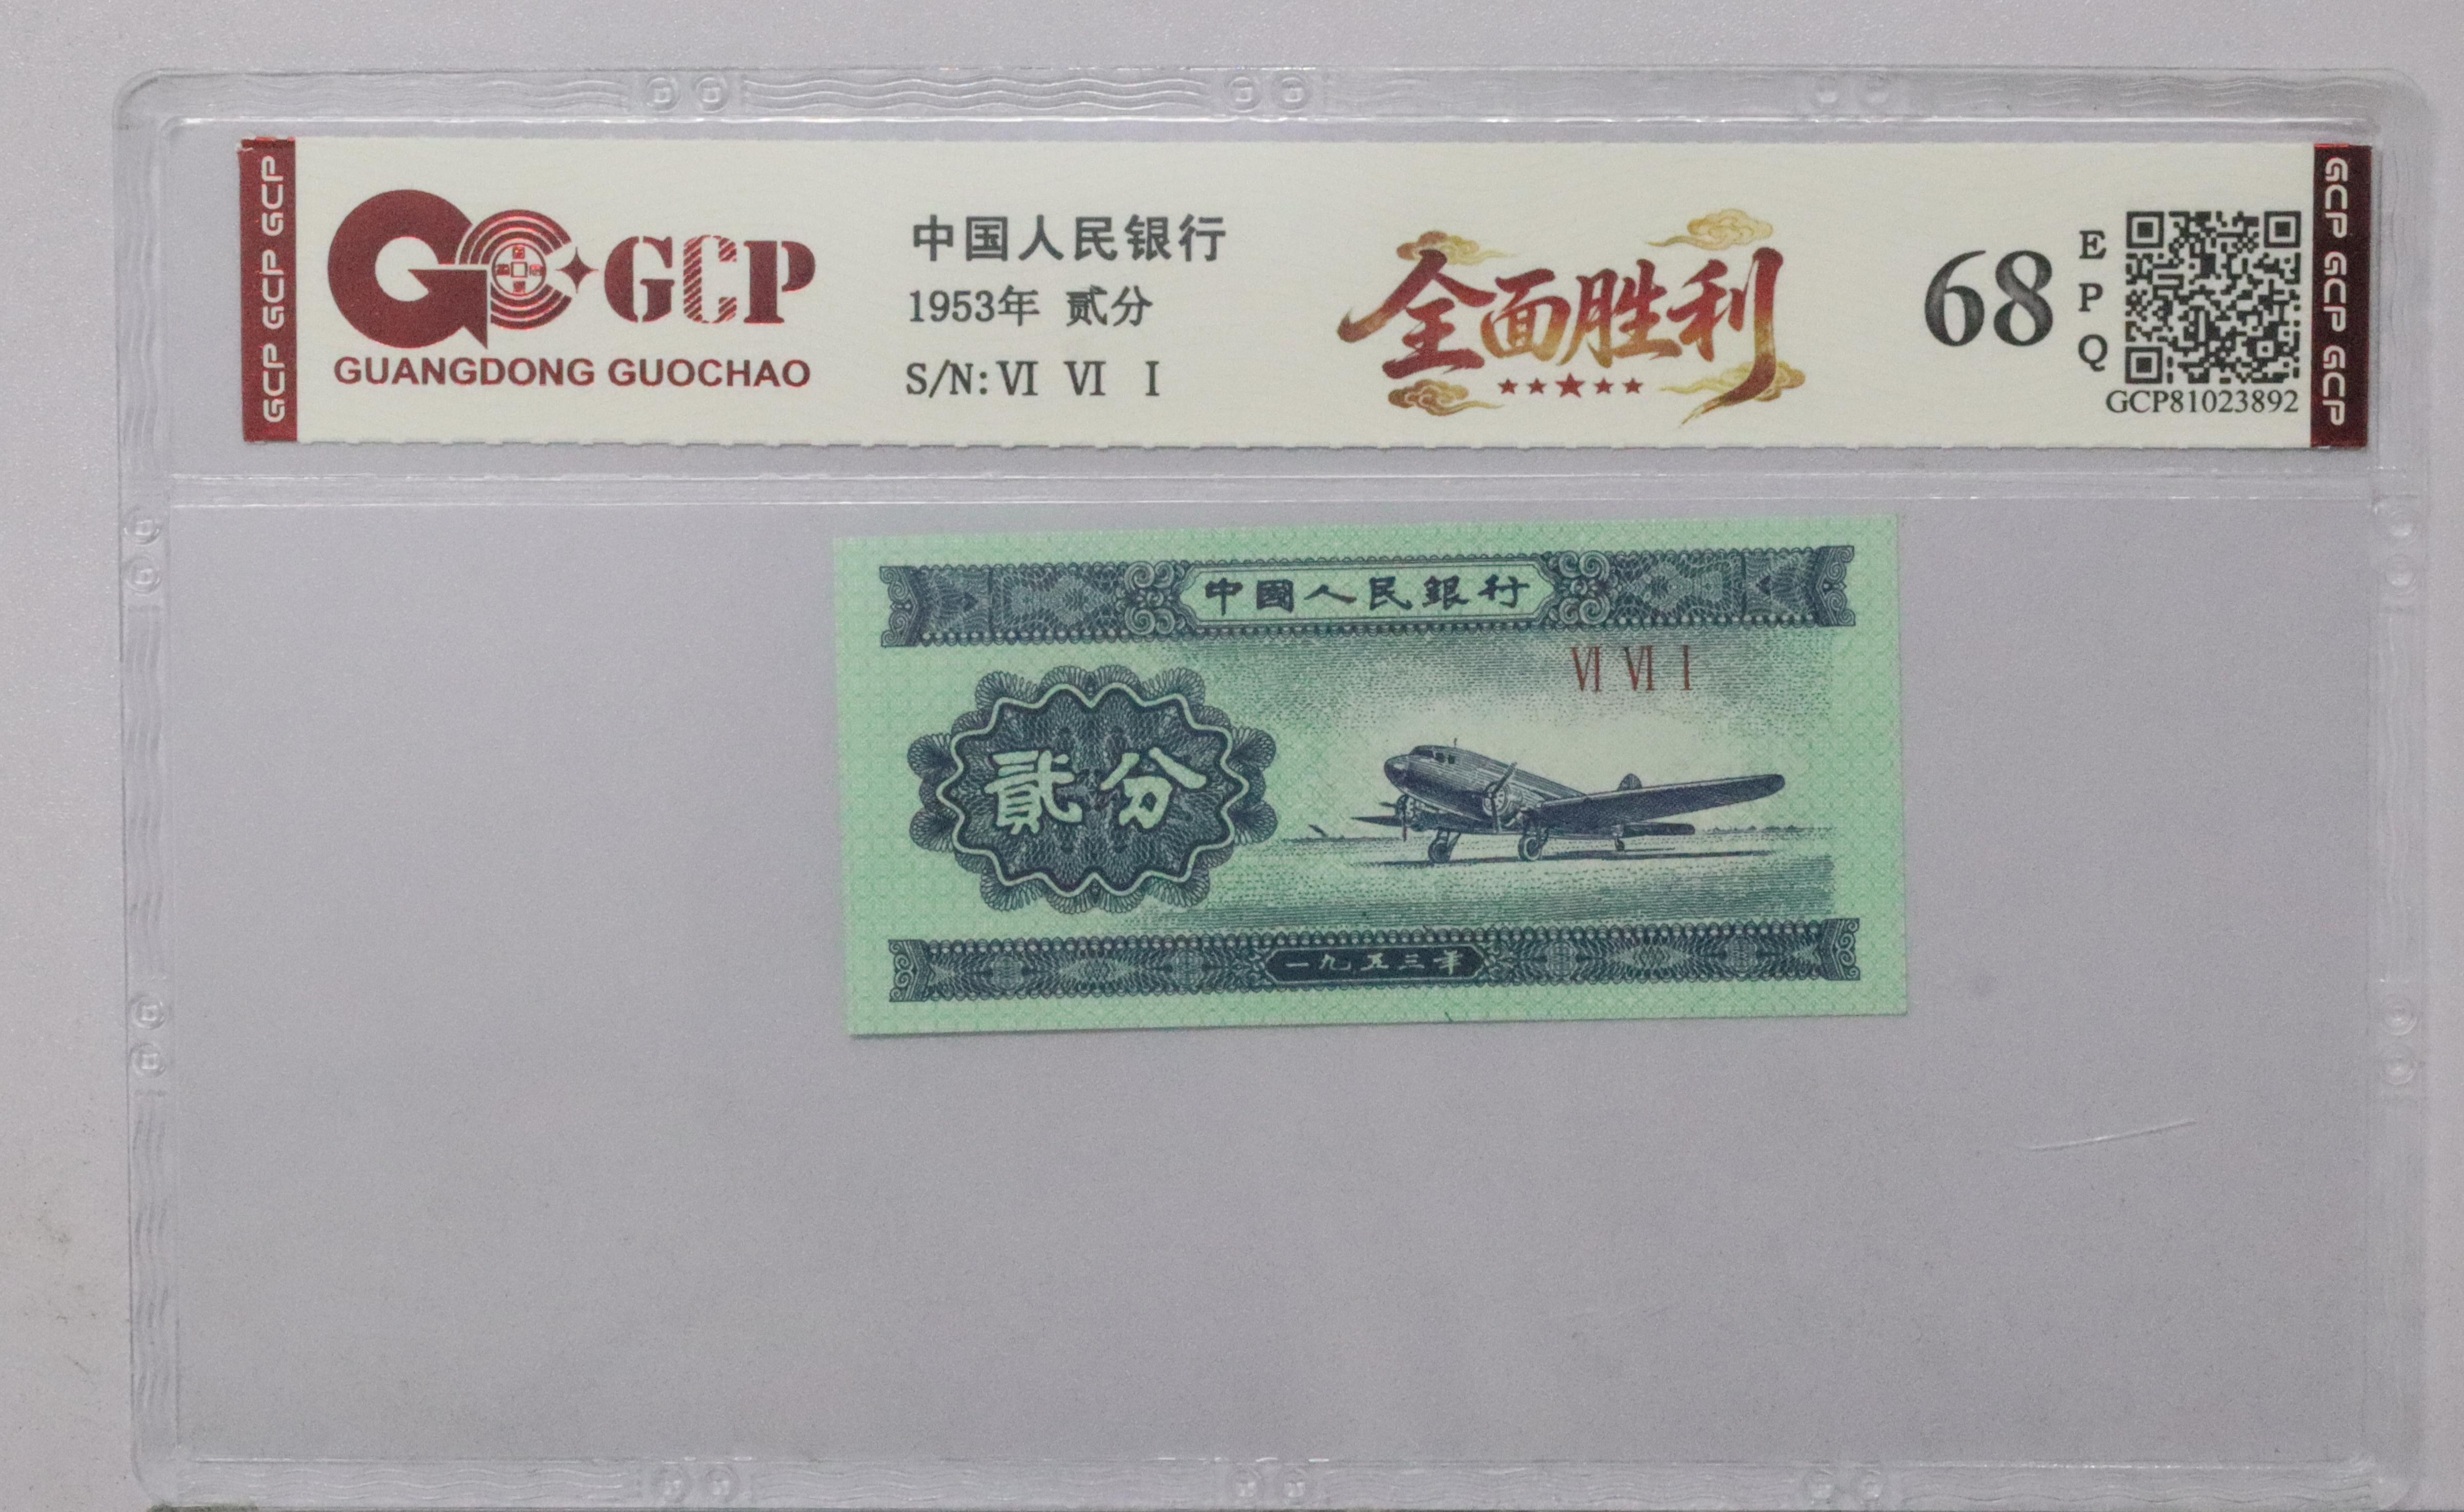 GCP GCP GCP
GCP
GUANGDONG GUOCHAO
中国人民银行
1953年 贰分
S/N: VI VI I
全面胜利
68
E
P
Q
GCP81023892
GCP GCP GCP
中國人民銀行
VI VI I
貳分
一九五三年